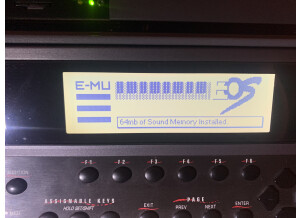 E-MU EOS
64mb of Sound Memory Installed.
F1 F2 F3 F4 F5 F6
ASSIGNABLE KEYS
HOLD SET/SHIFT
PAGE
EXIT PREV NEXT ENTER